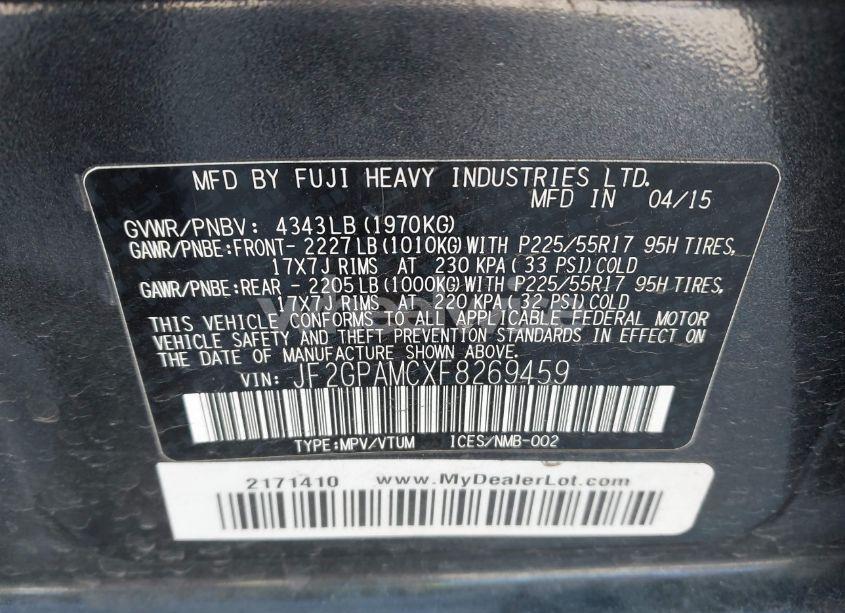 MFD BY FUJI HEAVY INDUSTRIES LTD.
MFD IN 04/15
GVWR/PNBV: 4343LB(1970KG)
GAWR/PNBE:FRONT- 2227LB(1010KG)WITH P225/55R17 95H TIRES,
17X7J RIMS AT 230 KPA( 33 PSI)COLD
GAWR/PNBE:REAR - 2205LB(1000KG)WITH P225/55R17 95H TIRES,
17X7J RIMS AT 220 KPA(32 PSI)COLD
THIS VEHICLE CONFORMS TO ALL APPLICABLE FEDERAL MOTOR
VEHICLE SAFETY AND THEFT PREVENTION STANDARDS IN EFFECT ON
THE DATE OF MANUFACTURE SHOWN ABOVE.
VIN: JF2GPAMCXF8269459
TYPE:MPV/VTUM ICES/NMB-002
2171410 www.MyDealerLot.com